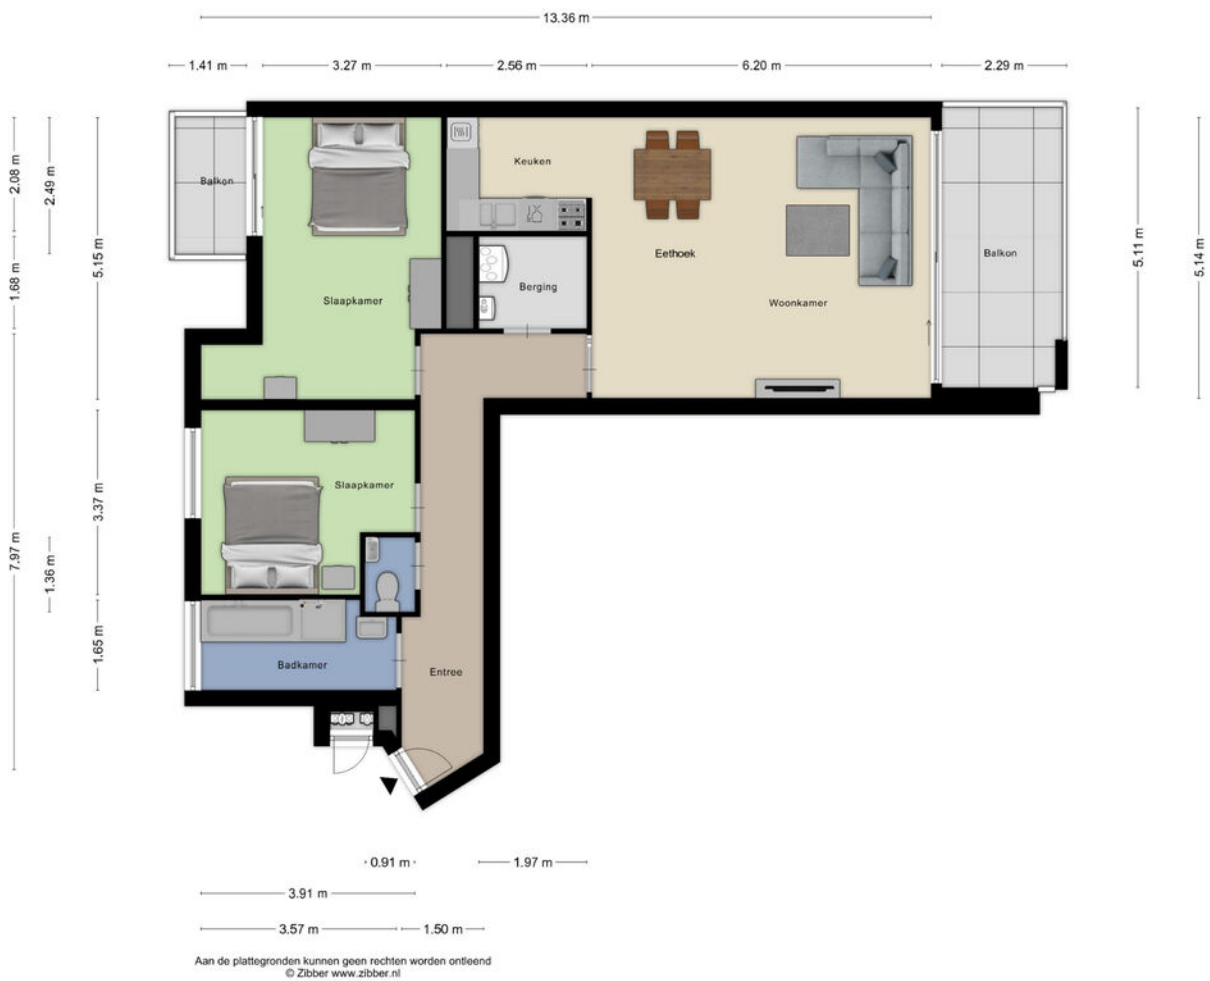 13.36 m
1.41 m
3.27 m
2.56 m
6.20 m
2.29 m
2.08 m
2.49 m
1.68 m
5.15 m
7.97 m
3.37 m
1.36 m
1.65 m
5.11 m
5.14 m
Balkon
Keuken
Eethoek
Balkon
Berging
Slaapkamer
Woonkamer
Slaapkamer
Badkamer
Entree
0.91 m
1.97 m
3.91 m
3.57 m
1.50 m
Aan de plattegronden kunnen geen rechten worden ontleend
© Zibber www.zibber.nl